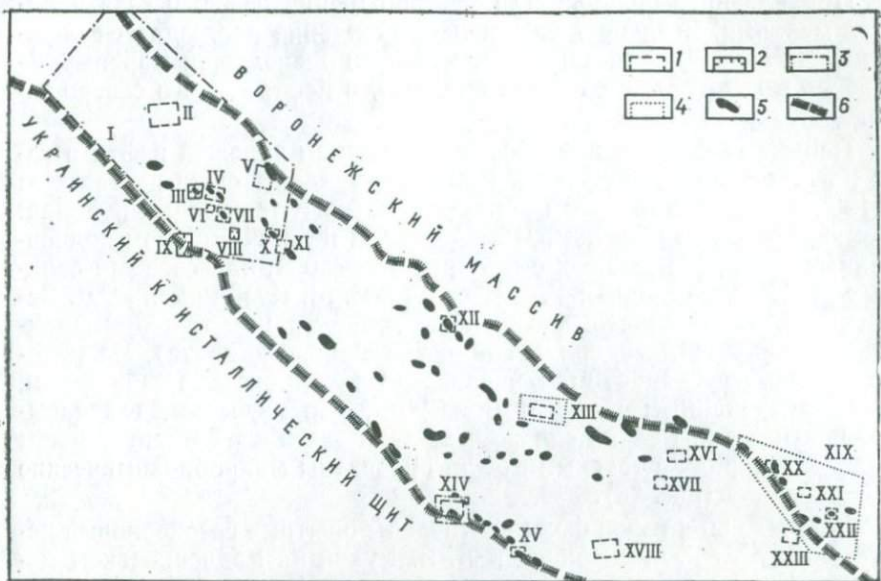 1 2 3
4 5 6
ВОРОНЕЖСКИЙ МАССИВ
УКРАИНСКИЙ КРИСТАЛЛИЧЕСКИЙ ЩИТ
I
II
III
IV
V
VI
VII
VIII
IX
X
XI
XII
XIII
XIV
XV
XVI
XVII
XVIII
XIX
XX
XXI
XXII
XXIII